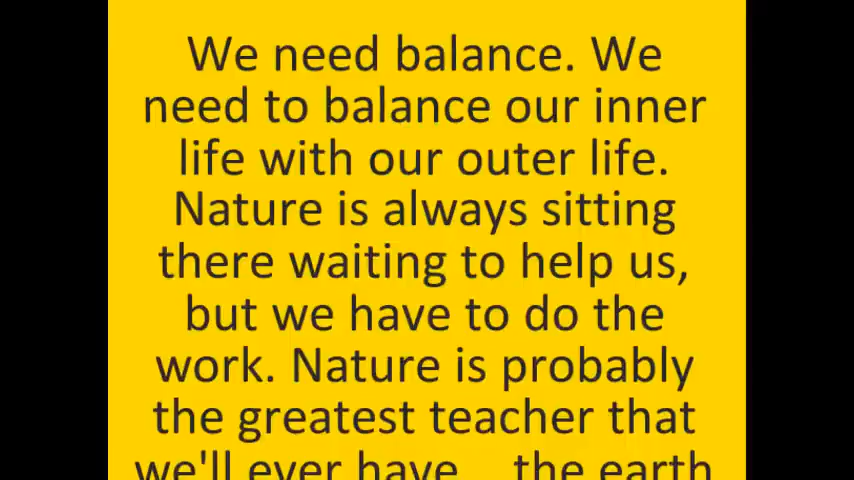 We need balance. We
need to balance our inner
life with our outer life.
Nature is always sitting
there waiting to help us,
but we have to do the
work. Nature is probably
the greatest teacher that
we'll ever have... the earth